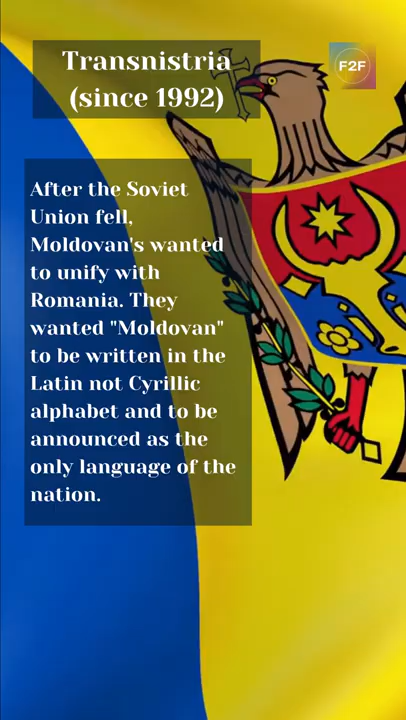 Transnistria
(since 1992)
F2F
After the Soviet
Union fell,
Moldovan's wanted
to unify with
Romania. They
wanted "Moldovan"
to be written in the
Latin not Cyrillic
alphabet and to be
announced as the
only language of the
nation.